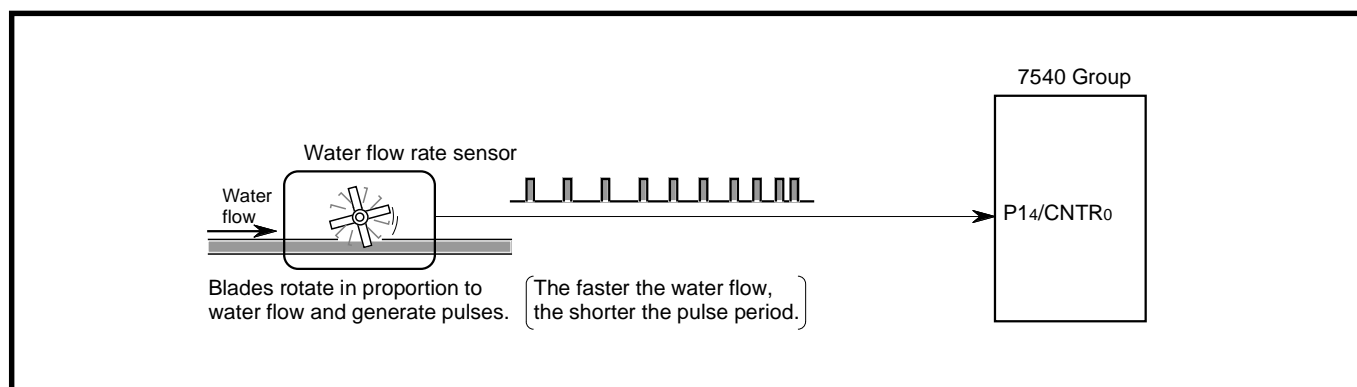 7540 Group
Water flow rate sensor
Water
flow
P14/CNTR0
Blades rotate in proportion to
water flow and generate pulses.
The faster the water flow,
the shorter the pulse period.